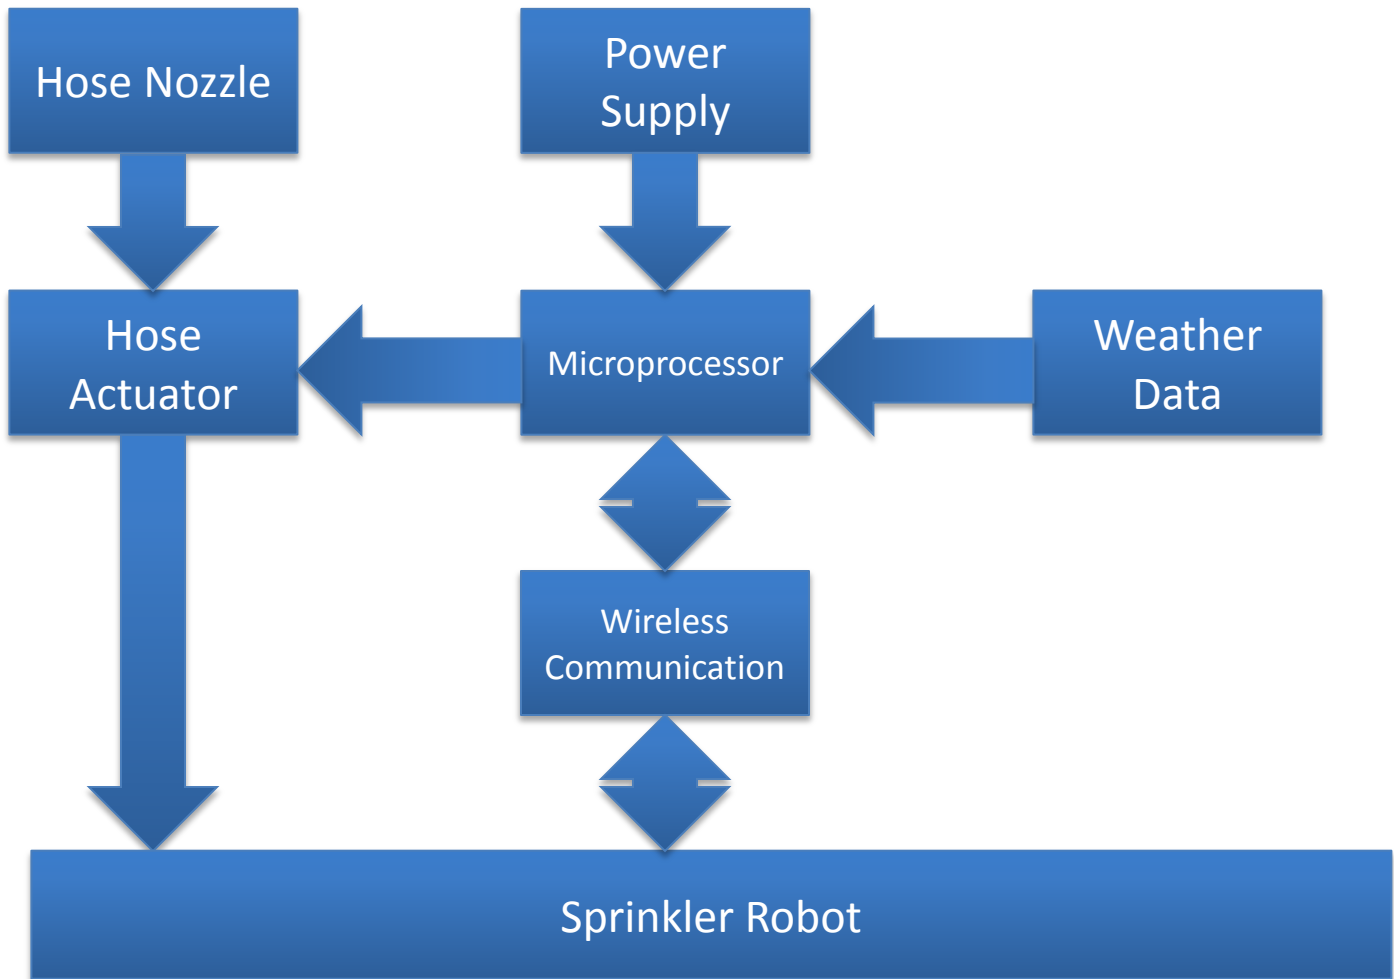 Hose Nozzle
Power
Supply
Hose
Actuator
Microprocessor
Weather
Data
Wireless
Communication
Sprinkler Robot